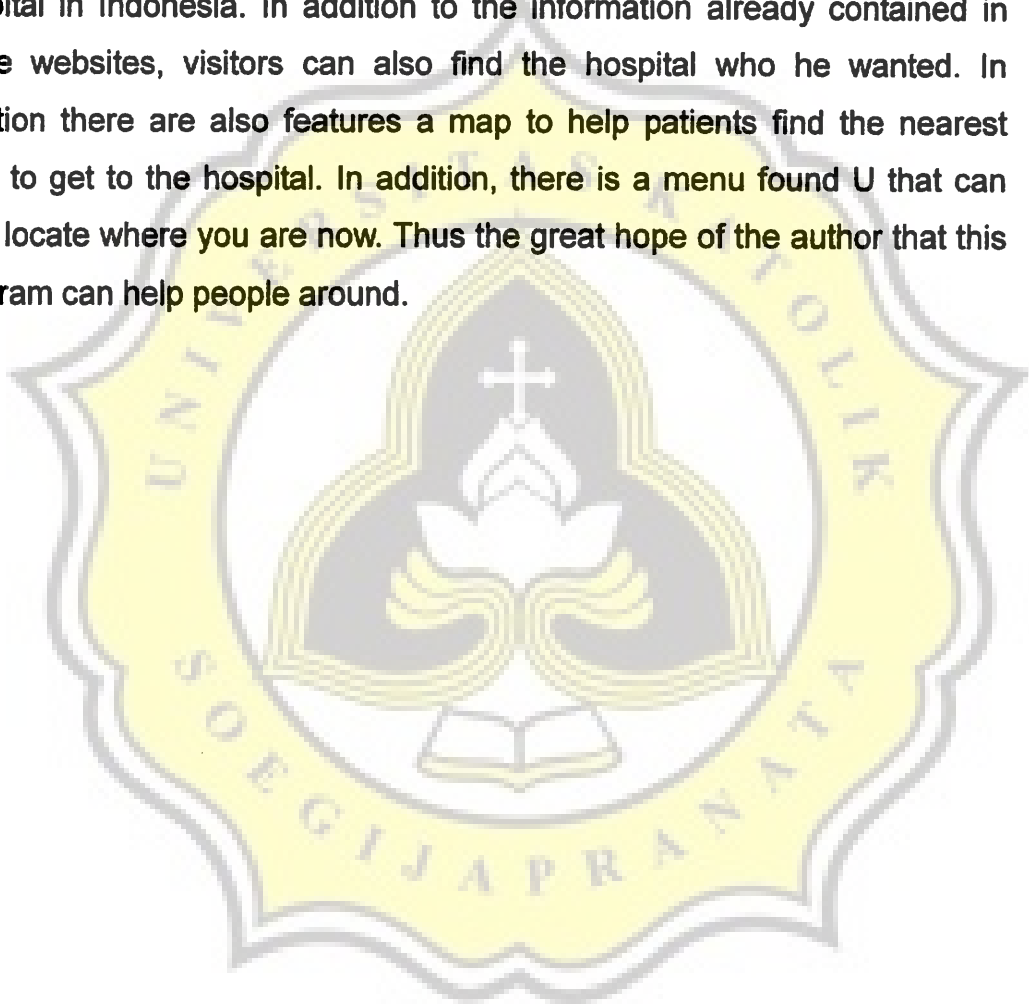 pital in Indonesia. In addition to the information already contained in
e websites, visitors can also find the hospital who he wanted. In
tion there are also features a map to help patients find the nearest
to get to the hospital. In addition, there is a menu found U that can
locate where you are now. Thus the great hope of the author that this
ram can help people around.
UNIVERSITAS KATOLIK
SOEGIJAPRANATA